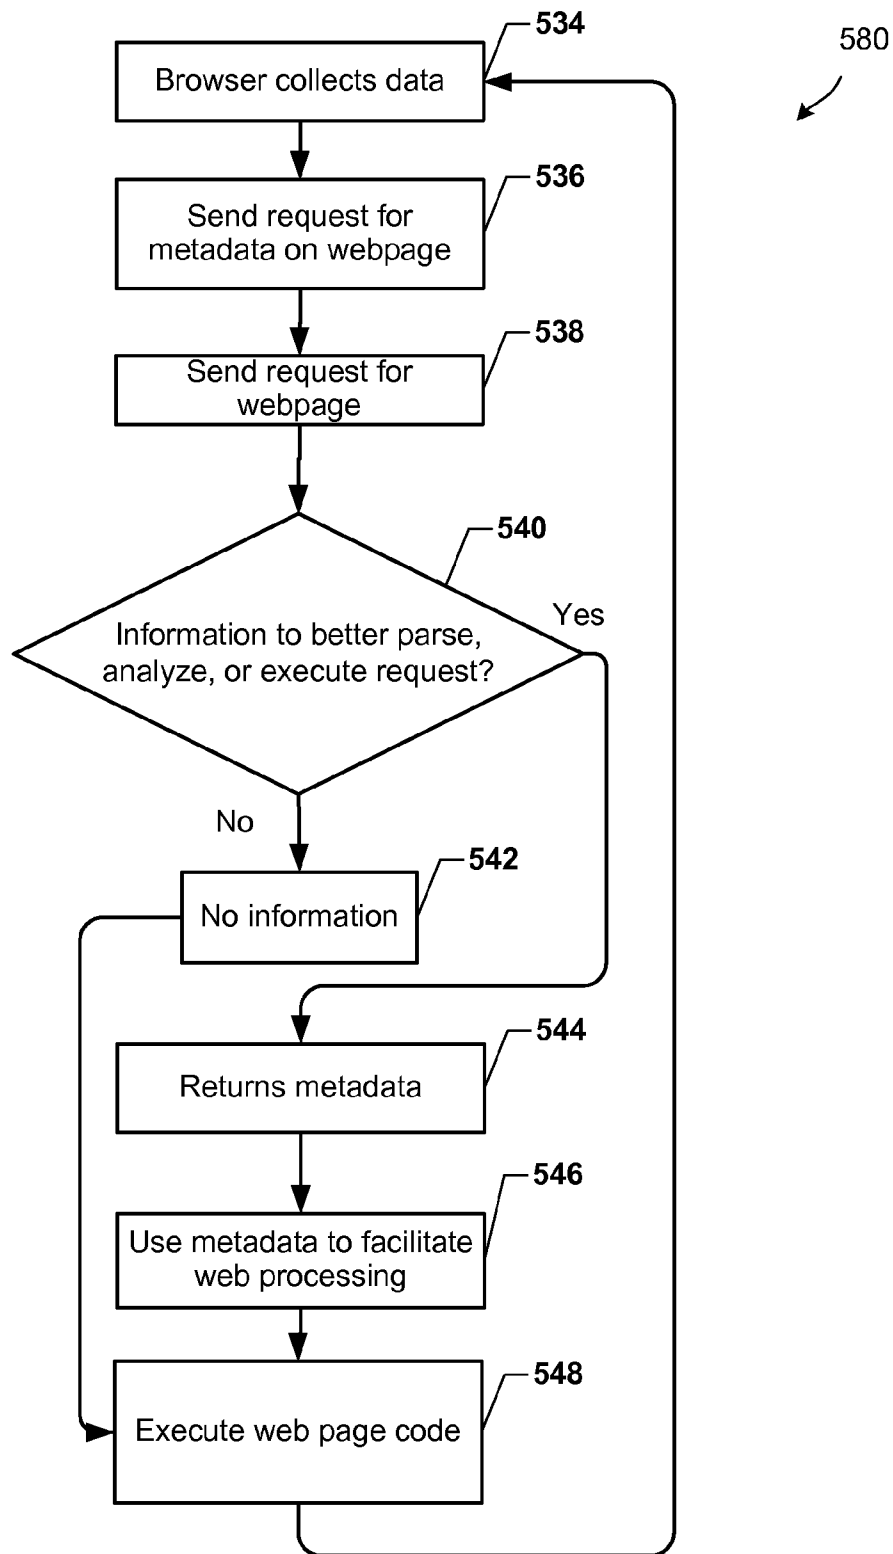 534
580
Browser collects data
536
Send request for
metadata on webpage
538
Send request for
webpage
540
Yes
Information to better parse,
analyze, or execute request?
No
542
No information
544
Returns metadata
546
Use metadata to facilitate
web processing
548
Execute web page code